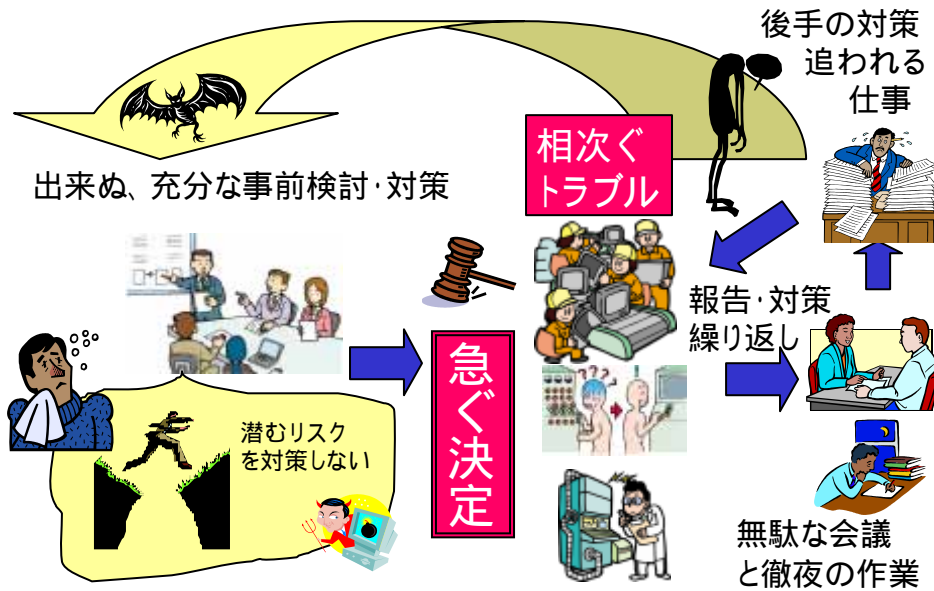 後手の対策
追われる
仕事
相次ぐ
トラブル
出来ぬ、充分な事前検討・対策
報告・対策
繰り返し
急ぐ決定
潜むリスク
を対策しない
???
無駄な会議
と徹夜の作業